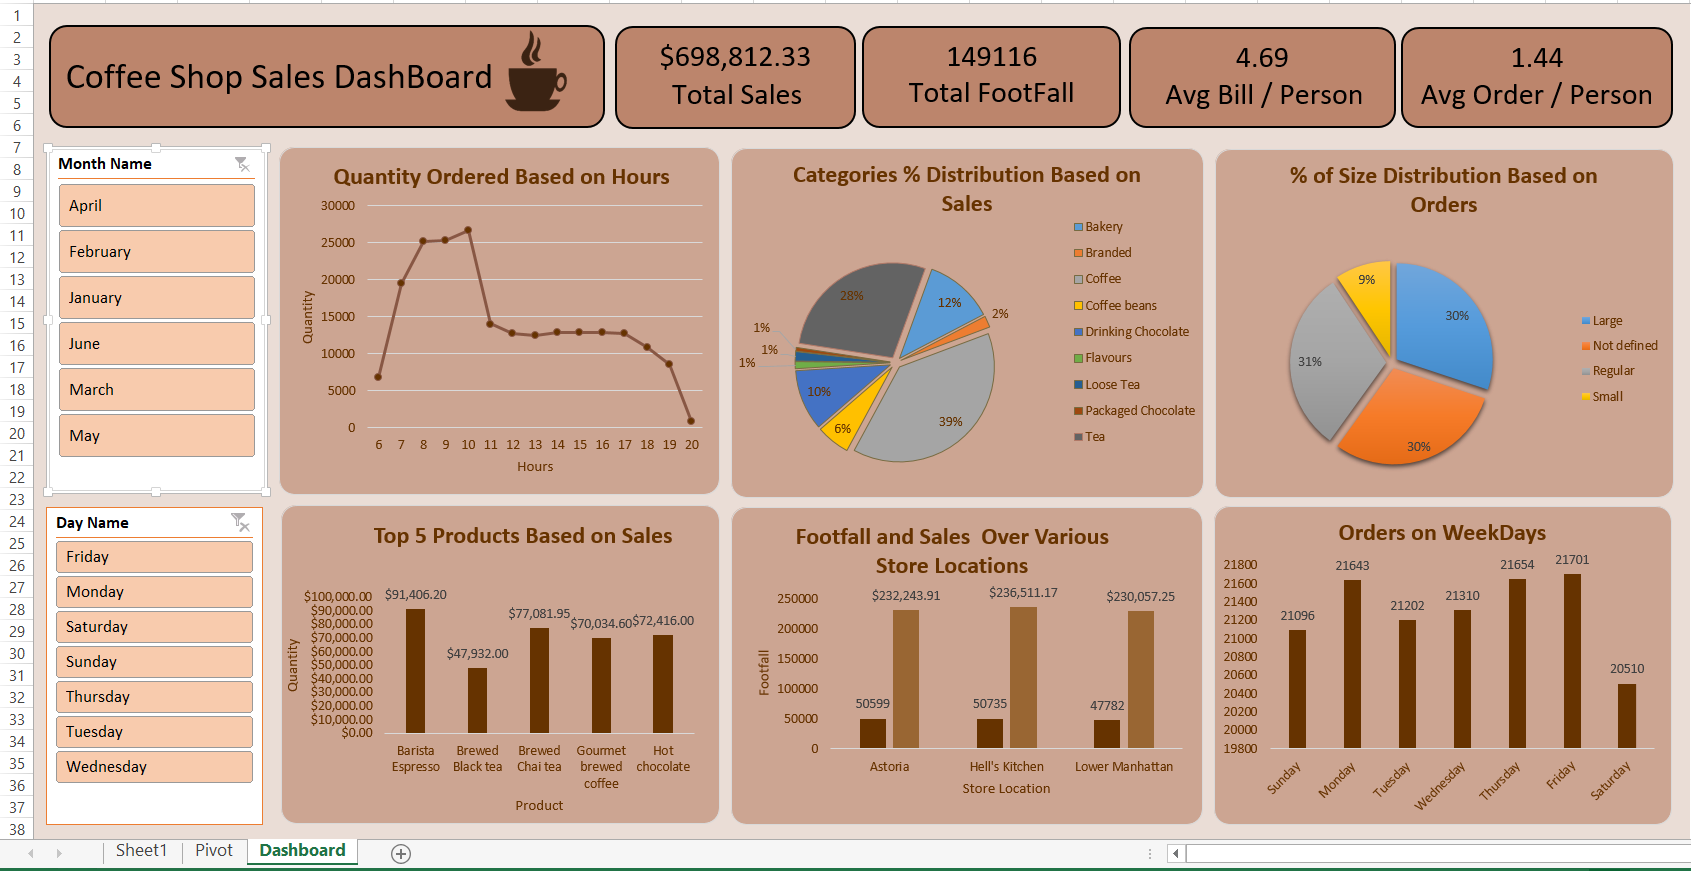 Coffee Shop Sales DashBoard
$698,812.33
Total Sales
149116
Total FootFall
4.69
Avg Bill / Person
1.44
Avg Order / Person
1
2
3
4
5
6
7
8
9
10
11
12
13
14
15
16
17
18
19
20
21
22
23
24
25
26
27
28
29
30
31
32
33
34
35
36
37
38
Month Name
April
February
January
June
March
May
Day Name
Friday
Monday
Saturday
Sunday
Thursday
Tuesday
Wednesday
Quantity Ordered Based on Hours
Quantity
30000
25000
20000
15000
10000
5000
0
6 7 8 9 10 11 12 13 14 15 16 17 18 19 20
Hours
Categories % Distribution Based on
Sales
28%
12%
2%
39%
6%
10%
1%
1%
1%
Bakery
Branded
Coffee
Coffee beans
Drinking Chocolate
Flavours
Loose Tea
Packaged Chocolate
Tea
% of Size Distribution Based on
Orders
9%
30%
31%
30%
Large
Not defined
Regular
Small
Top 5 Products Based on Sales
Quantity
$100,000.00
$90,000.00
$80,000.00
$70,000.00
$60,000.00
$50,000.00
$40,000.00
$30,000.00
$20,000.00
$10,000.00
$0.00
$91,406.20
$47,932.00
$77,081.95
$70,034.60
$72,416.00
Barista
Espresso
Brewed
Black tea
Brewed
Chai tea
Gourmet
brewed
coffee
Hot
chocolate
Product
Footfall and Sales  Over Various
Store Locations
Footfall
250000
200000
150000
100000
50000
0
50599
$232,243.91
50735
$236,511.17
47782
$230,057.25
Astoria
Hell's Kitchen
Lower Manhattan
Store Location
Orders on WeekDays
21800
21600
21400
21200
21000
20800
20600
20400
20200
20000
19800
21096
21643
21202
21310
21654
21701
20510
Sunday
Monday
Tuesday
Wednesday
Thursday
Friday
Saturday
Sheet1
Pivot
Dashboard